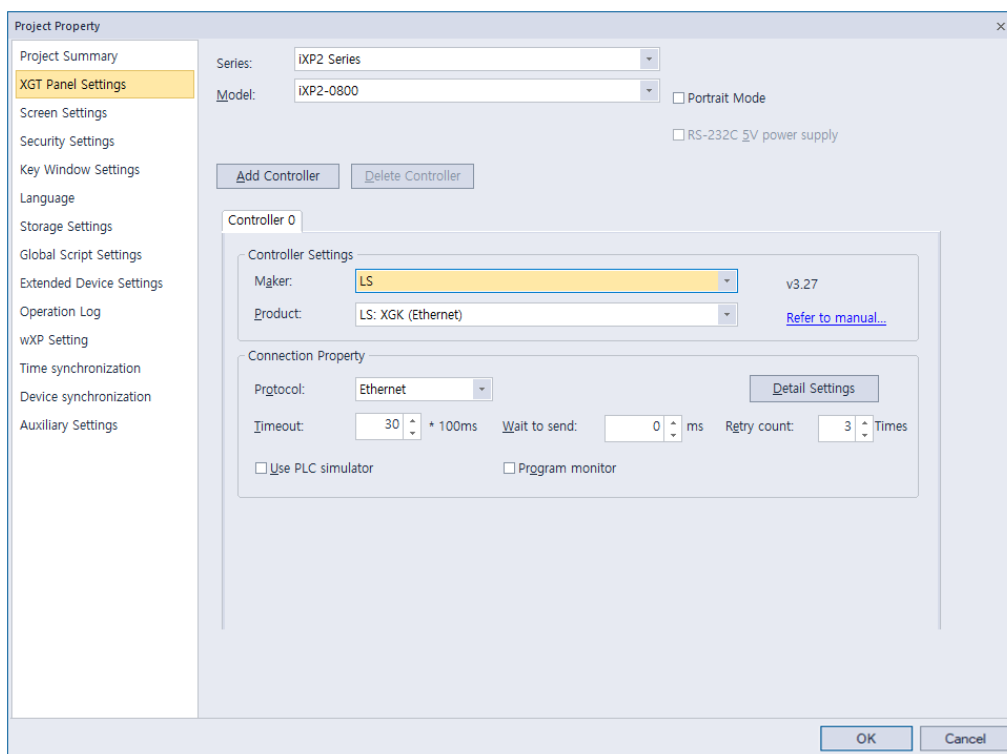 Project Property
Project Summary
XGT Panel Settings
Screen Settings
Security Settings
Key Window Settings
Language
Storage Settings
Global Script Settings
Extended Device Settings
Operation Log
wXP Setting
Time synchronization
Device synchronization
Auxiliary Settings
Series: iXP2 Series
Model: iXP2-0800
Portrait Mode
RS-232C 5V power supply
Add Controller Delete Controller
Controller 0
Controller Settings
Maker: LS v3.27
Product: LS: XGK (Ethernet) Refer to manual...
Connection Property
Protocol: Ethernet Detail Settings
Timeout: 30 * 100ms Wait to send: 0 ms Retry count: 3 Times
Use PLC simulator Program monitor
OK Cancel